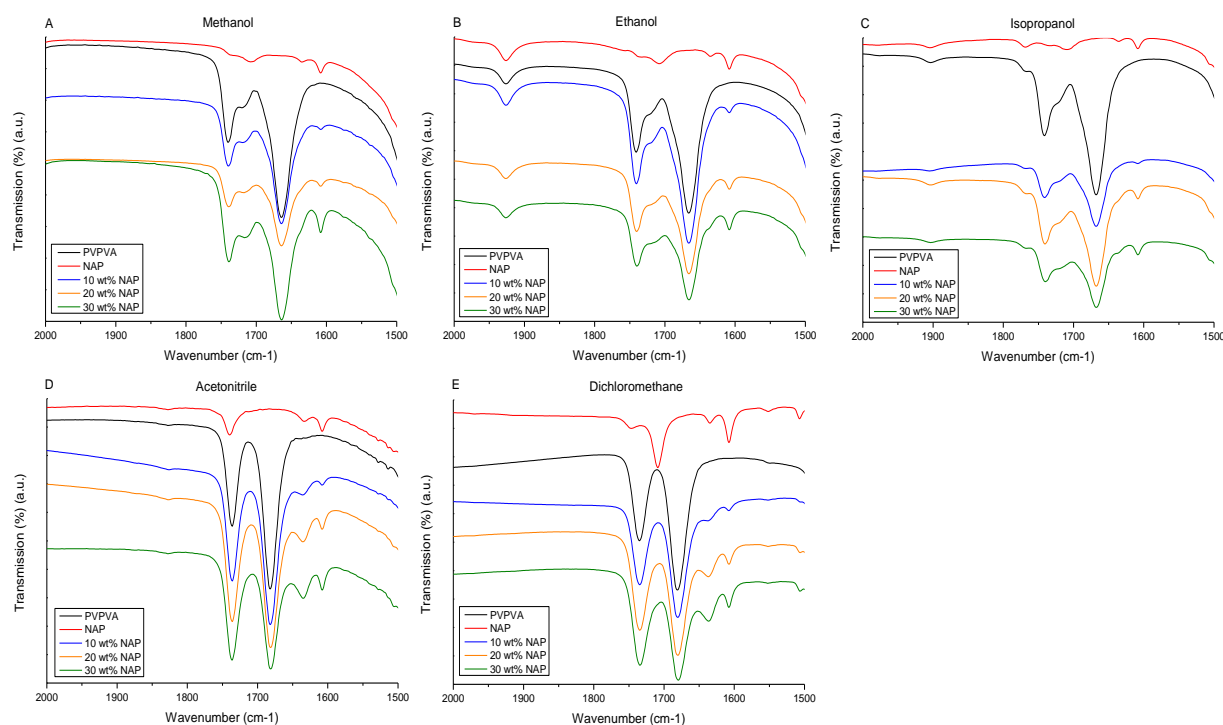 A
Methanol
Transmission (%) (a.u.)
PVPVA
NAP
10 wt% NAP
20 wt% NAP
30 wt% NAP
2000 1900 1800 1700 1600 1500
Wavenumber (cm-1)
B
Ethanol
Transmission (%) (a.u.)
PVPVA
NAP
10 wt% NAP
20 wt% NAP
30 wt% NAP
2000 1900 1800 1700 1600 1500
Wavenumber (cm-1)
C
Isopropanol
Transmission (%) (a.u.)
PVPVA
NAP
10 wt% NAP
20 wt% NAP
30 wt% NAP
2000 1900 1800 1700 1600 1500
Wavenumber (cm-1)
D
Acetonitrile
Transmission (%) (a.u.)
PVPVA
NAP
10 wt% NAP
20 wt% NAP
30 wt% NAP
2000 1900 1800 1700 1600 1500
Wavenumber (cm-1)
E
Dichloromethane
Transmission (%) (a.u.)
PVPVA
NAP
10 wt% NAP
20 wt% NAP
30 wt% NAP
2000 1900 1800 1700 1600 1500
Wavenumber (cm-1)